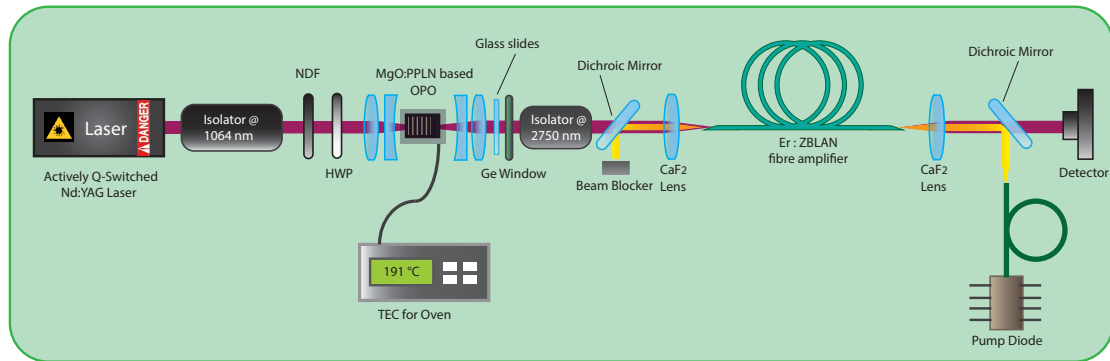 Glass slides
NDF
MgO:PPLN based
OPO
Dichroic Mirror
Dichroic Mirror
Laser
DANGER
Isolator @
1064 nm
Isolator @
2750 nm
HWP
Ge Window
Beam Blocker
CaF2
Lens
Er : ZBLAN
fibre amplifier
CaF2
Lens
Detector
Actively Q-Switched
Nd:YAG Laser
191 °C
TEC for Oven
Pump Diode